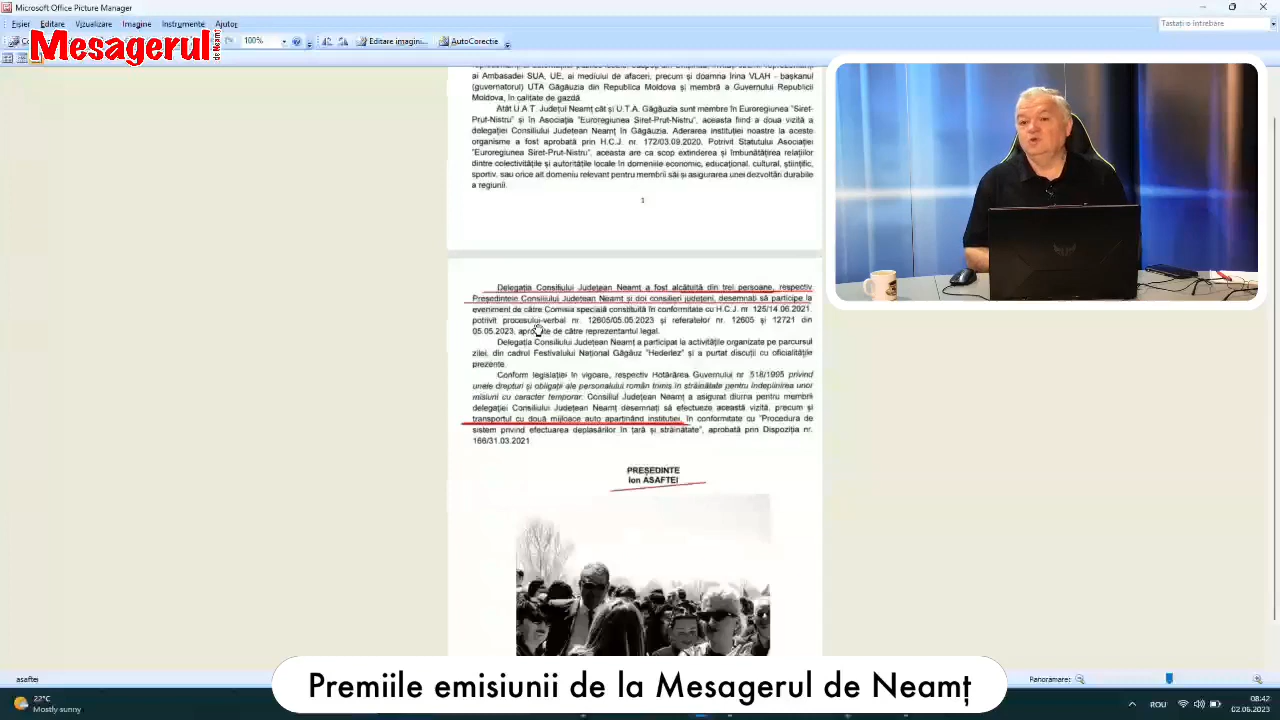 Microsoft Office Picture Manager
Fișier Editare Vizualizare Imagine Instrumente Ajutor
Tastați o întrebare
Mesagerul
de Neamț
100%
Editare imagini...
AutoCorecție
ai Ambasadei SUA, UE, ai mediului de afaceri, precum și doamna Irina VLAH - bașkanul
(guvernatorul) UTA Găgăuzia din Republica Moldova și membră a Guvernului Republicii
Moldova, în calitate de gazdă.
Atât U.A.T. Județul Neamț cât și U.T.A. Găgăuzia sunt membre în Euroregiunea "Siret-
Prut-Nistru" și în Asociația "Euroregiunea Siret-Prut-Nistru", aceasta fiind a doua vizită a
delegației Consiliului Județean Neamț în Găgăuzia. Aderarea instituției noastre la aceste
organisme a fost aprobată prin H.C.J. nr. 172/03.09.2020. Potrivit Statutului Asociației
"Euroregiunea Siret-Prut-Nistru", aceasta are ca scop extinderea și îmbunătățirea relațiilor
dintre colectivitățile și autoritățile locale în domeniile economic, educațional, cultural, științific,
sportiv, sau orice alt domeniu relevant pentru membrii săi și asigurarea unei dezvoltări durabile
a regiunii.
1
Delegația Consiliului Județean Neamț a fost alcătuită din trei persoane, respectiv
Președintele Consiliului Județean Neamț și doi consilieri județeni, desemnați să participe la
eveniment de către Comisia specială constituită în conformitate cu H.C.J. nr. 125/14.06.2021,
potrivit procesului-verbal nr. 12605/05.05.2023 și referatelor nr. 12605 și 12721 din
05.05.2023, aprobate de către reprezentantul legal.
Delegația Consiliului Județean Neamț a participat la activitățile organizate pe parcursul
zilei, din cadrul Festivalului Național Găgăuz "Hederlez" și a purtat discuții cu oficialitățile
prezente.
Conform legislației în vigoare, respectiv Hotărârea Guvernului nr. 518/1995 privind
unele drepturi și obligații ale personalului român trimis în străinătate pentru îndeplinirea unor
misiuni cu caracter temporar, Consiliul Județean Neamț a asigurat diurna pentru membrii
delegației Consiliului Județean Neamț desemnați să efectueze această vizită, precum și
transportul cu două mijloace auto aparținând instituției, în conformitate cu "Procedura de
sistem privind efectuarea deplasărilor în țară și străinătate", aprobată prin Dispoziția nr.
166/31.03.2021
PREȘEDINTE
Ion ASAFTEI
asaftei
Panoramare:
Premiile emisiunii de la Mesagerul de Neamț
22°C
Mostly sunny
ROU
08:42
02.06.2023